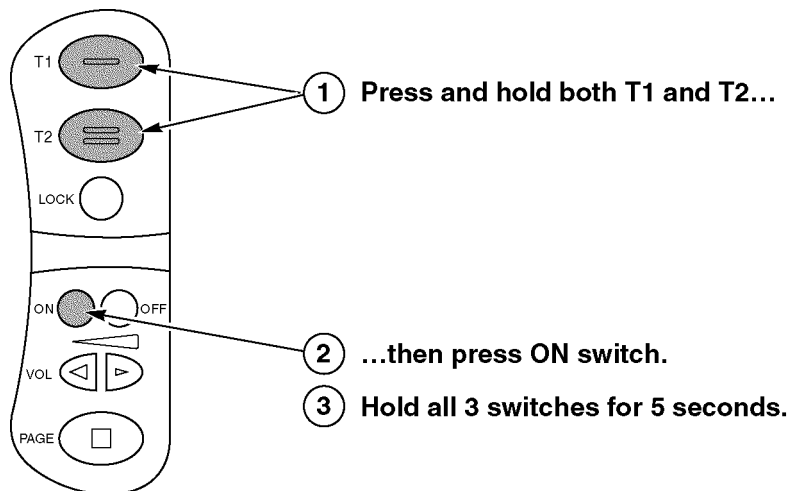 T1
1 Press and hold both T1 and T2...
T2
LOCK
ON OFF
2 ...then press ON switch.
VOL
3 Hold all 3 switches for 5 seconds.
PAGE